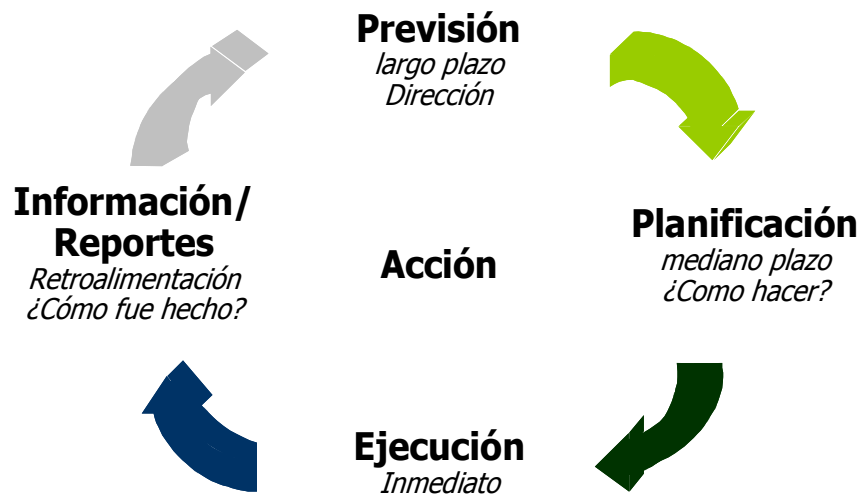 Previsión
largo plazo
Dirección
Planificación
mediano plazo
¿Como hacer?
Ejecución
Inmediato
Información/
Reportes
Retroalimentación
¿Cómo fue hecho?
Acción